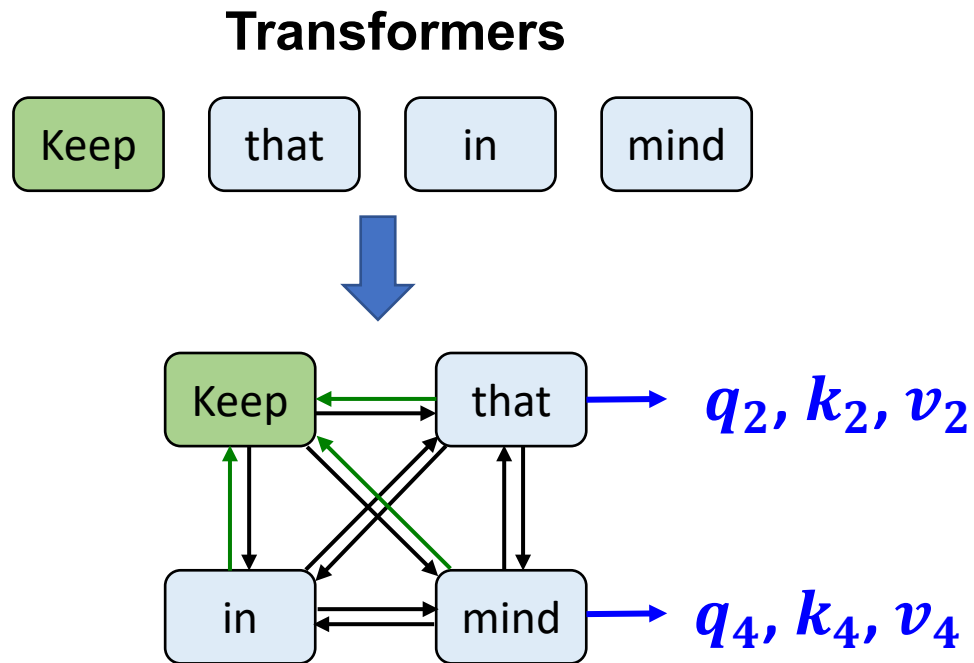 Transformers
Keep that in mind
Keep that q₂, k₂, v₂
in mind q₄, k₄, v₄